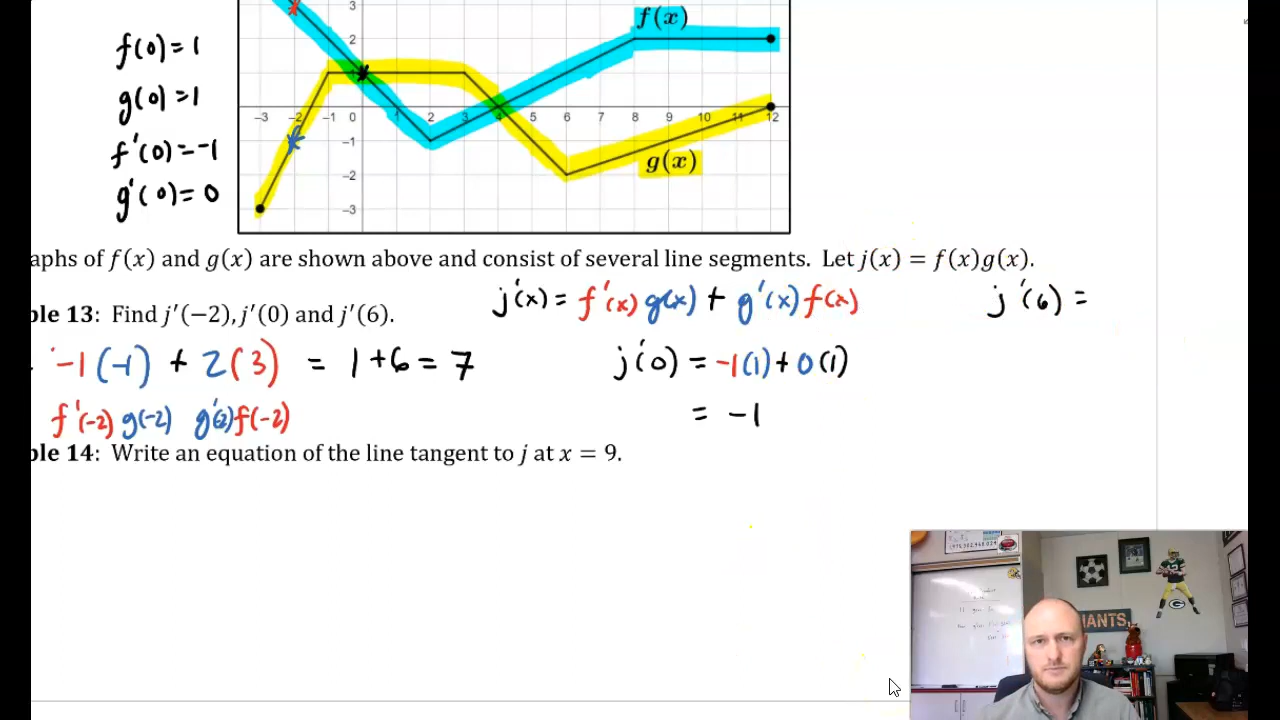 f(0)=1
g(0)=1
f'(0)=-1
g'(0)=0
3
2
1
-1
-2
-3
-3 -2 -1 0 1 2 3 4 5 6 7 8 9 10 11 12
f(x)
g(x)
aphs of f(x) and g(x) are shown above and consist of several line segments. Let j(x) = f(x)g(x).
j'(x) = f'(x) g(x) + g'(x) f(x)
j'(6) =
ple 13: Find j'(−2), j'(0) and j'(6).
-1(-1) + 2(3) = 1+6 = 7
j'(0) = -1(1) + 0(1)
f'(-2) g(-2) g'(2) f(-2)
= -1
ple 14: Write an equation of the line tangent to j at x = 9.
IANTS
G